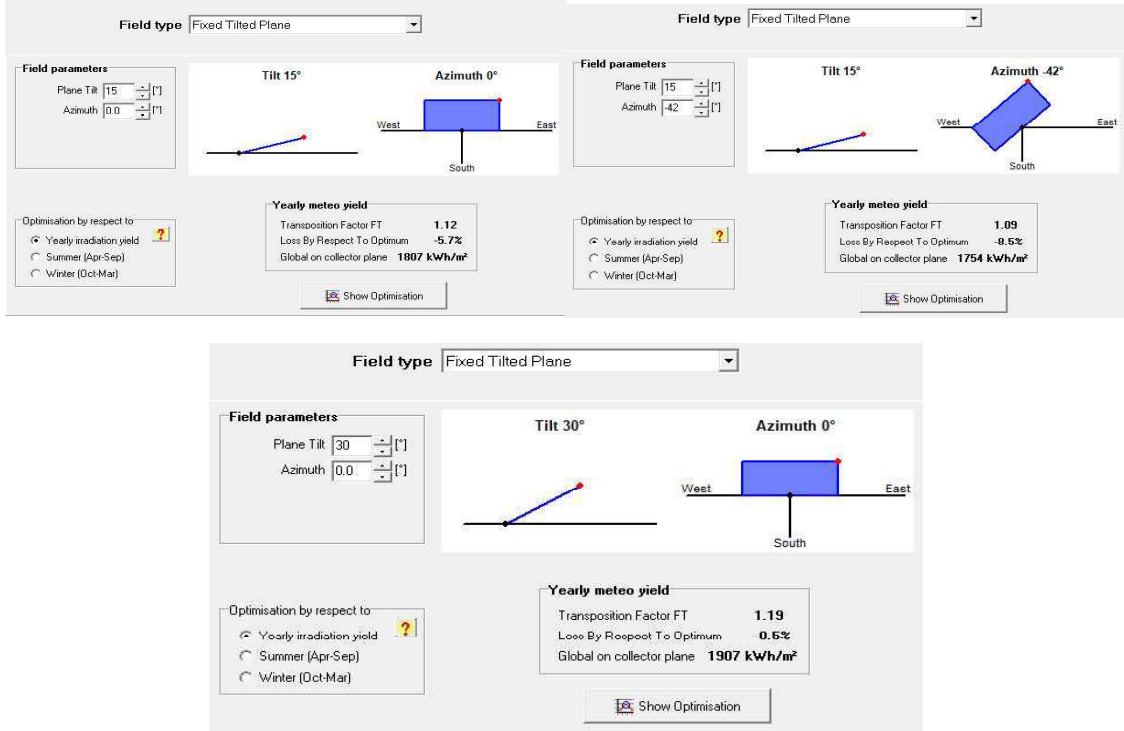 Field type Fixed Tilted Plane
Field parameters
Plane Tilt 15 [°]
Azimuth 0.0 [°]
Tilt 15°
Azimuth 0°
West
East
South
Optimisation by respect to
Yearly irradiation yield
Summer (Apr-Sep)
Winter (Oct-Mar)
?
Yearly meteo yield
Transposition Factor FT 1.12
Loss By Respect To Optimum -5.7%
Global on collector plane 1807 kWh/m²
Show Optimisation
Field type Fixed Tilted Plane
Field parameters
Plane Tilt 15 [°]
Azimuth -42 [°]
Tilt 15°
Azimuth -42°
West
East
South
Optimisation by respect to
Yearly irradiation yield
Summer (Apr-Sep)
Winter (Oct-Mar)
?
Yearly meteo yield
Transposition Factor FT 1.09
Loss By Respect To Optimum -8.5%
Global on collector plane 1754 kWh/m²
Show Optimisation
Field type Fixed Tilted Plane
Field parameters
Plane Tilt 30 [°]
Azimuth 0.0 [°]
Tilt 30°
Azimuth 0°
West
East
South
Optimisation by respect to
Yearly irradiation yield
Summer (Apr-Sep)
Winter (Oct-Mar)
?
Yearly meteo yield
Transposition Factor FT 1.19
Loss By Respect To Optimum -0.5%
Global on collector plane 1907 kWh/m²
Show Optimisation